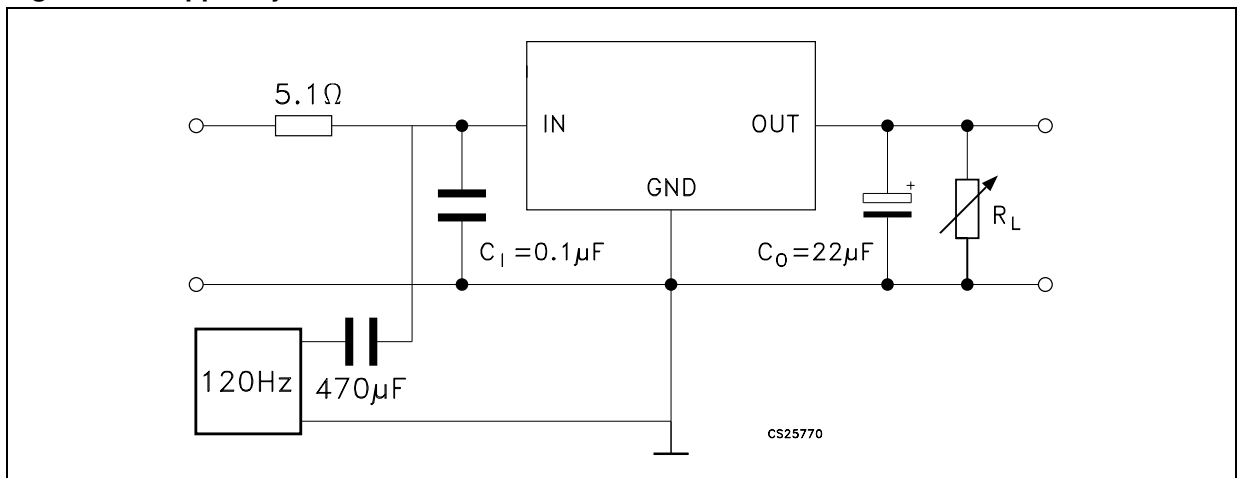 5.1Ω
IN
OUT
GND
+
R_L
C_I =0.1µF
C_O =22µF
120Hz
470µF
CS25770